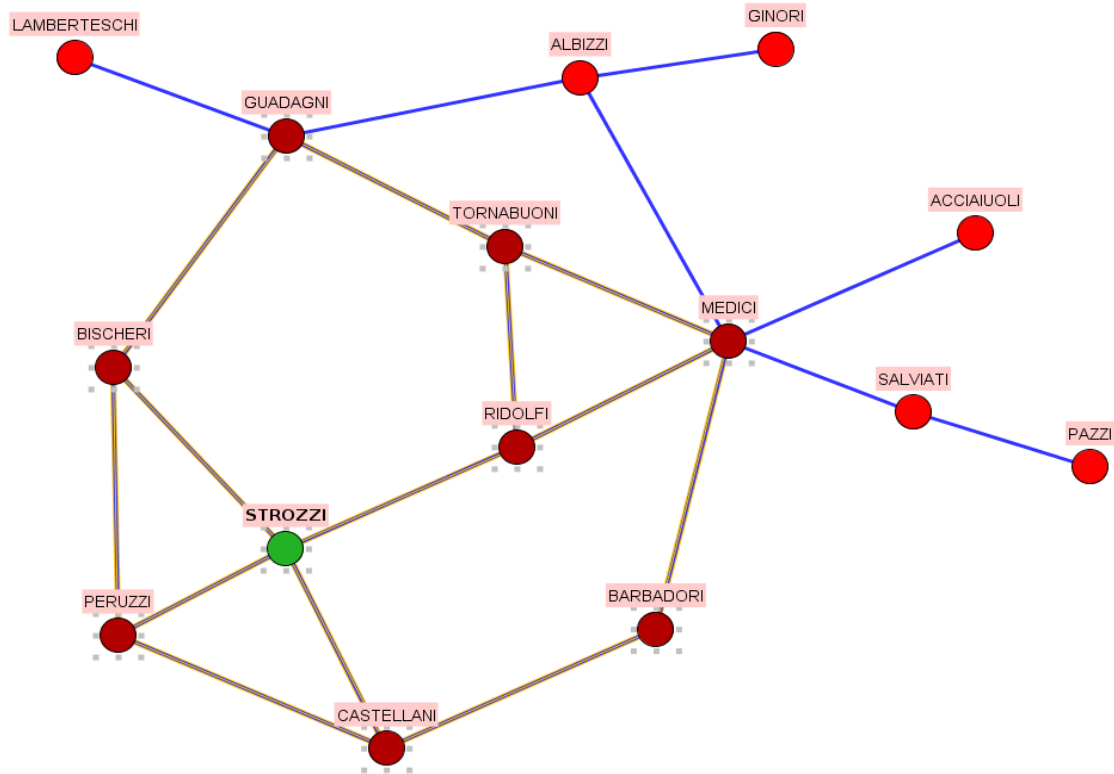 GINORI
LAMBERTESCHI
ALBIZZI
GUADAGNI
ACCIAIUOLI
TORNABUONI
MEDICI
BISCHERI
SALVIATI
RIDOLFI
PAZZI
STROZZI
BARBADORI
PERUZZI
CASTELLANI